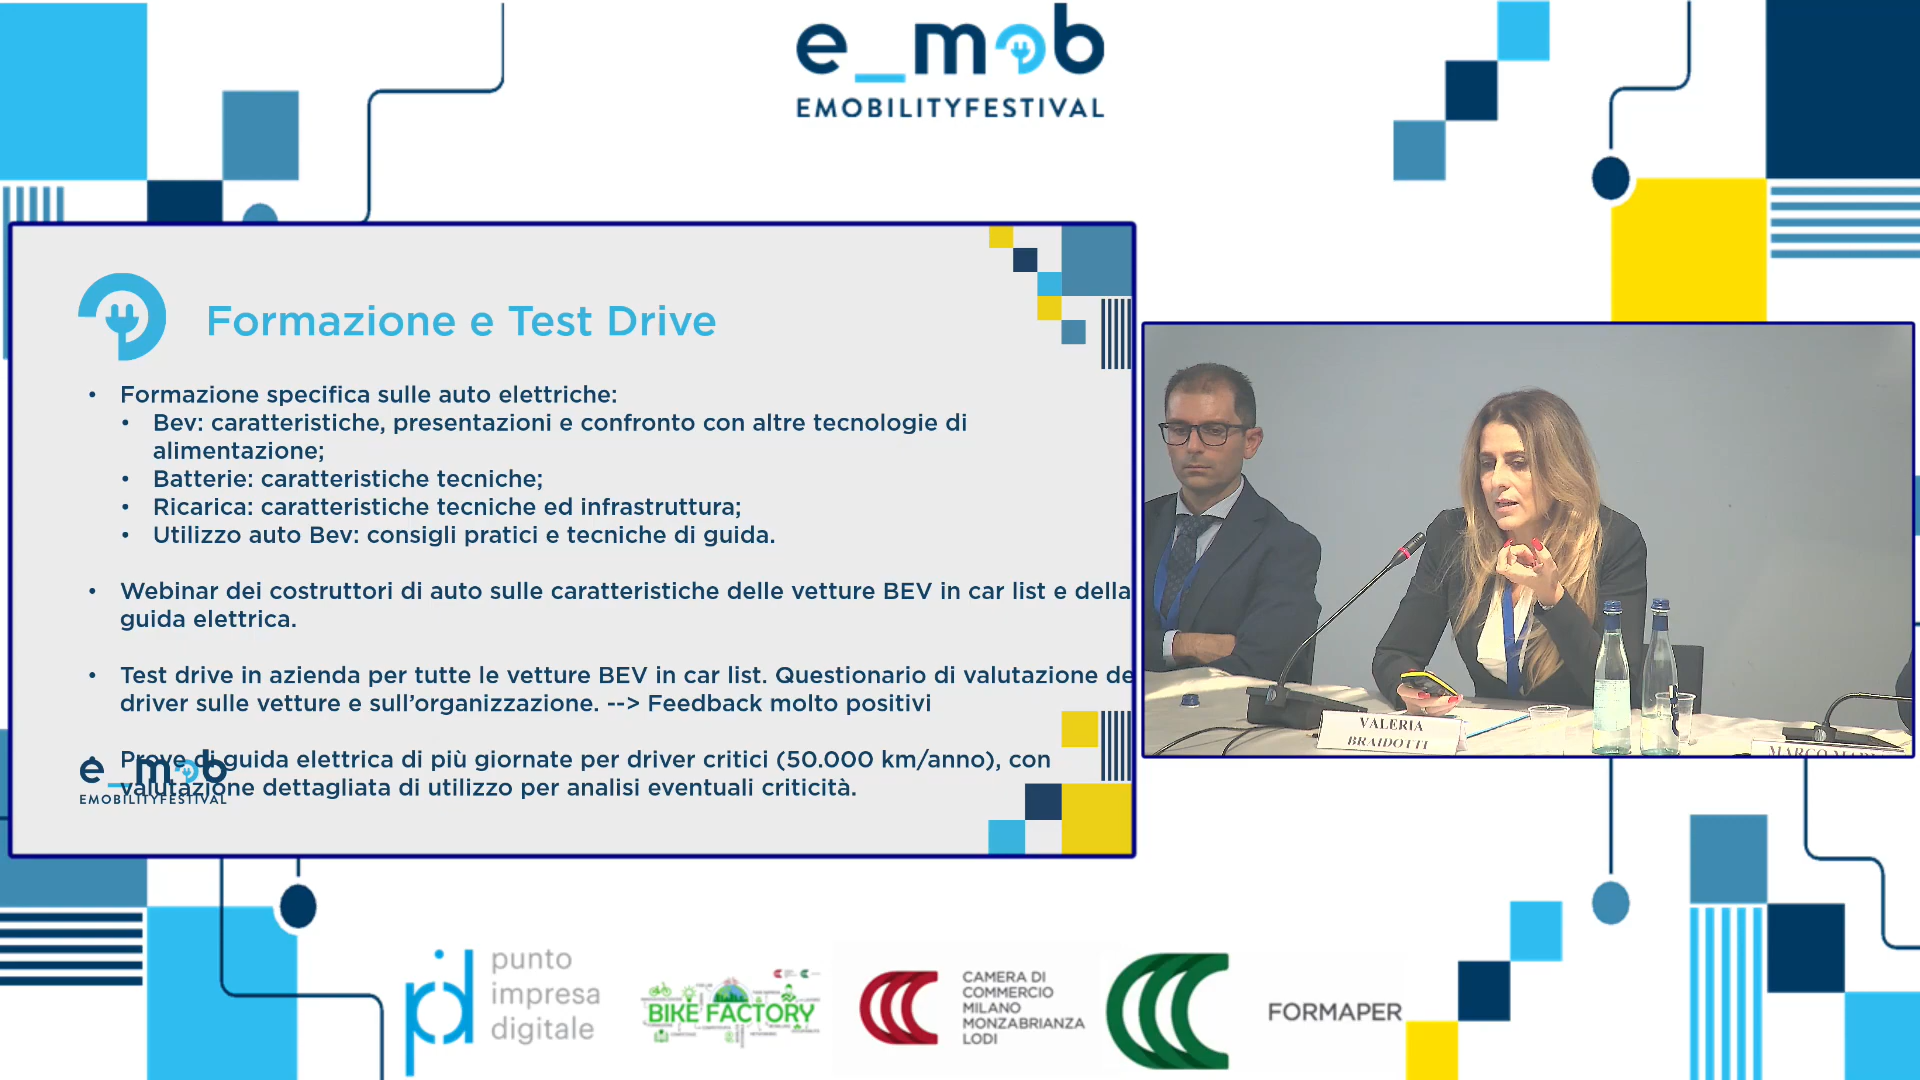 e_mob
EMOBILITYFESTIVAL
Formazione e Test Drive
• Formazione specifica sulle auto elettriche:
• Bev: caratteristiche, presentazioni e confronto con altre tecnologie di
alimentazione;
• Batterie: caratteristiche tecniche;
• Ricarica: caratteristiche tecniche ed infrastruttura;
• Utilizzo auto Bev: consigli pratici e tecniche di guida.
• Webinar dei costruttori di auto sulle caratteristiche delle vetture BEV in car list e della
guida elettrica.
• Test drive in azienda per tutte le vetture BEV in car list. Questionario di valutazione de
driver sulle vetture e sull'organizzazione. --> Feedback molto positivi
Prove di guida elettrica di più giornate per driver critici (50.000 km/anno), con
valutazione dettagliata di utilizzo per analisi eventuali criticità.
e_mob
EMOBILITYFESTIVAL
VALERIA
BRAIDOTTI
MARCO
punto
impresa
digitale
BIKE FACTORY
CAMERA DI
COMMERCIO
MILANO
MONZABRIANZA
LODI
FORMAPER